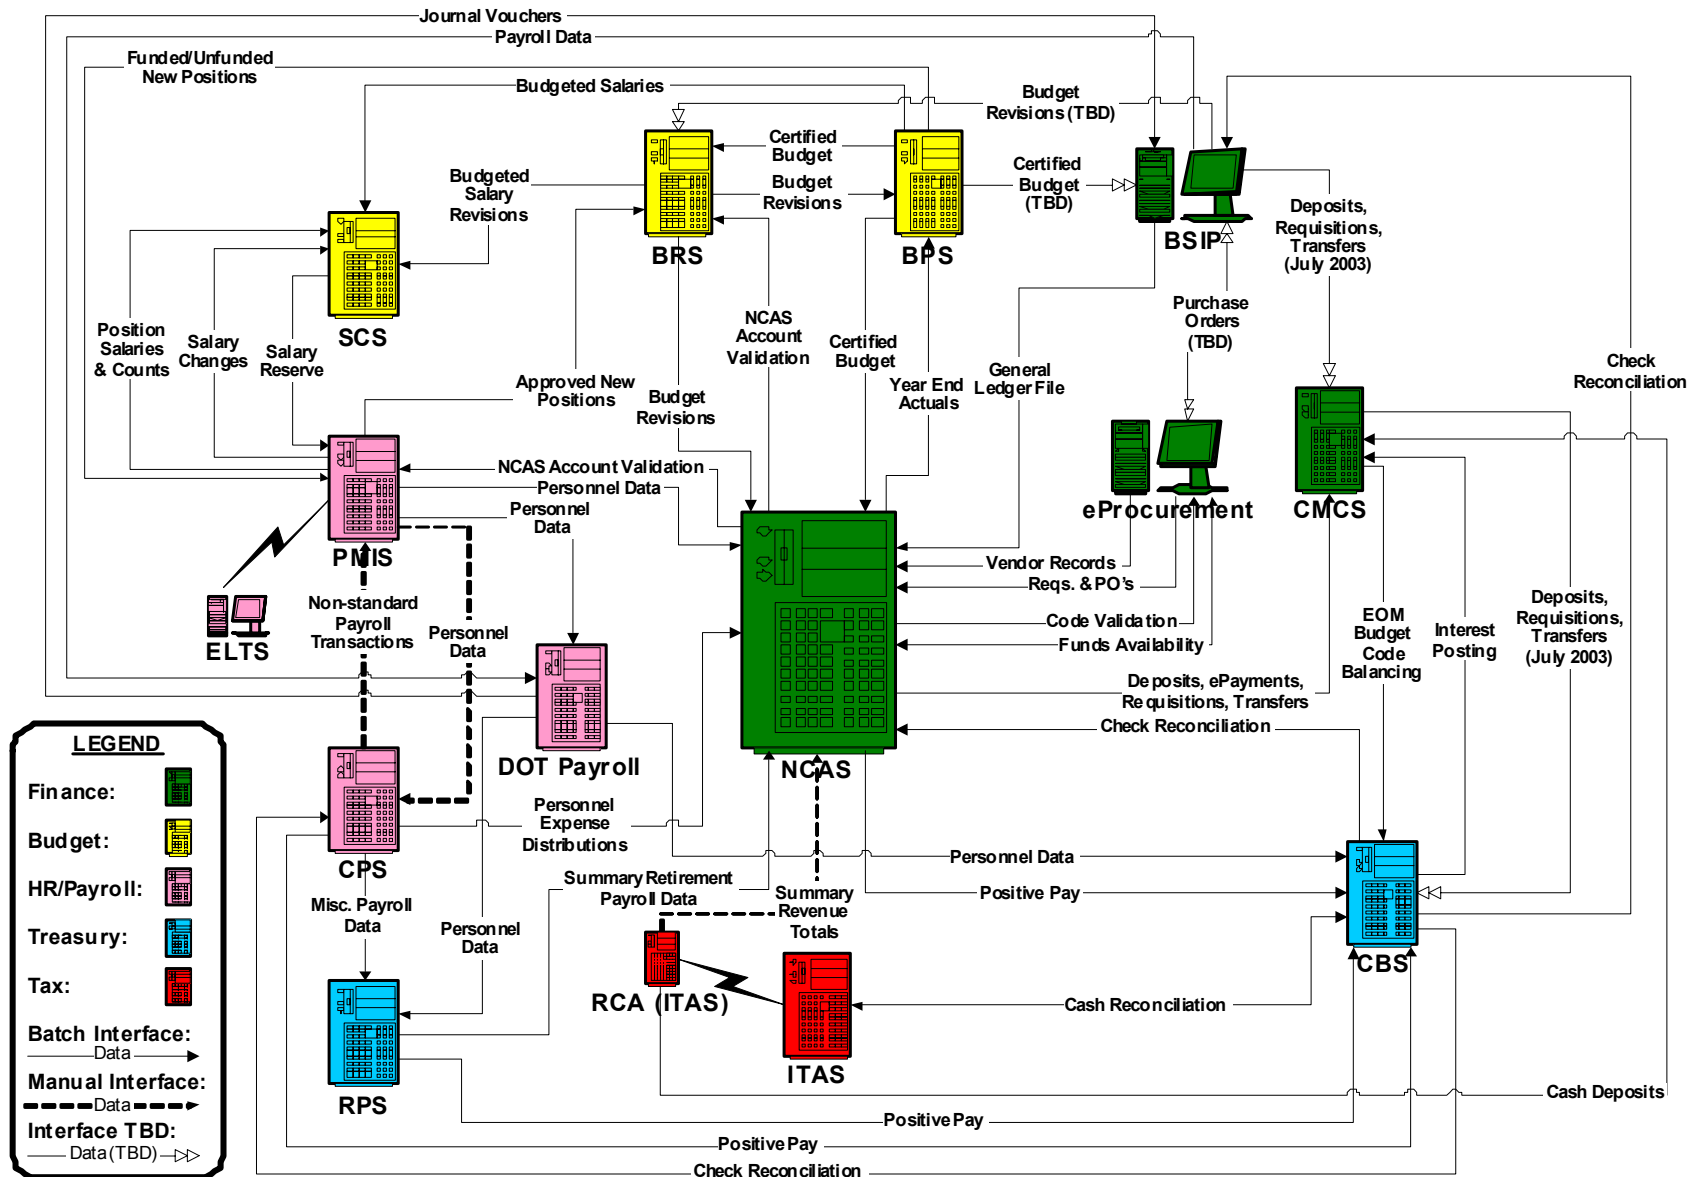 Journal Vouchers
Payroll Data
Funded/Unfunded
New Positions
Budgeted Salaries
Budget
Revisions (TBD)
Certified
Budget
Budget
Revisions
Certified
Budget
(TBD)
Budgeted
Salary
Revisions
BRS
BPS
BSIP
Deposits,
Requisitions,
Transfers
(July 2003)
SCS
Position
Salaries
& Counts
Salary
Changes
Salary
Reserve
NCAS
Account
Validation
Certified
Budget
Year End
Actuals
General
Ledger File
Purchase
Orders
(TBD)
Check
Reconciliation
Approved New
Positions
Budget
Revisions
NCAS Account Validation
Personnel Data
Personnel
Data
PMIS
eProcurement
CMCS
Vendor Records
Reqs. & PO's
Code Validation
Funds Availability
ELTS
Non-standard
Payroll
Transactions
Personnel
Data
EOM
Budget
Code
Balancing
Interest
Posting
Deposits,
Requisitions,
Transfers
(July 2003)
Deposits, ePayments,
Requisitions, Transfers
Check Reconciliation
DOT Payroll
NCAS
CPS
Personnel
Expense
Distributions
Personnel Data
Positive Pay
Summary Retirement
Payroll Data
Summary
Revenue
Totals
Misc. Payroll
Data
Personnel
Data
CBS
RCA (ITAS)
ITAS
Cash Reconciliation
RPS
Cash Deposits
Positive Pay
Positive Pay
Check Reconciliation
LEGEND
Finance:
Budget:
HR/Payroll:
Treasury:
Tax:
Batch Interface:
Data
Manual Interface:
Data
Interface TBD:
Data (TBD)